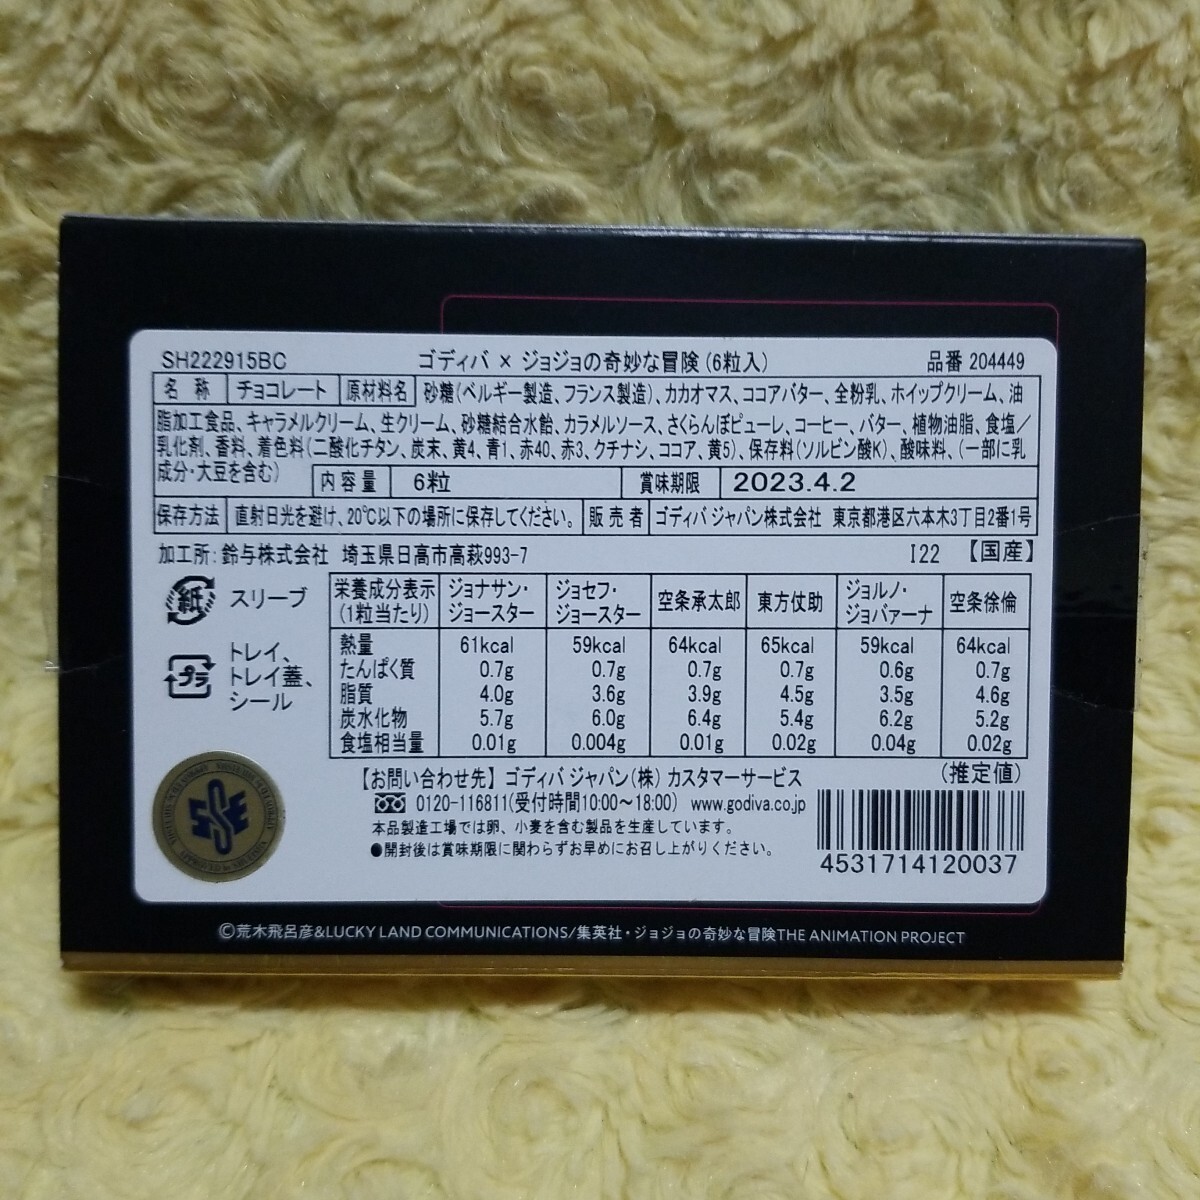 SH222915BC ゴディバ × ジョジョの奇妙な冒険 (6粒入) 品番 204449
名 称 チョコレート 原材料名 砂糖(ベルギー製造、フランス製造)、カカオマス、ココアバター、全粉乳、ホイップクリーム、油
脂加工食品、キャラメルクリーム、生クリーム、砂糖結合水飴、カラメルソース、さくらんぼピューレ、コーヒー、バター、植物油脂、食塩／
乳化剤、香料、着色料(二酸化チタン、炭末、黄4、青1、赤40、赤3、クチナシ、ココア、黄5)、保存料(ソルビン酸K)、酸味料、(一部に乳
成分・大豆を含む)
内容量 6粒 賞味期限 2023.4.2
保存方法 直射日光を避け、20℃以下の場所に保存してください。 販売者 ゴディバ ジャパン株式会社 東京都港区六本木3丁目2番1号
加工所: 鈴与株式会社 埼玉県日高市高萩993-7 I22 【国産】
紙 スリーブ
プラ トレイ、
トレイ蓋、
シール
栄養成分表示 (1粒当たり) ジョナサン・ジョースター ジョセフ・ジョースター 空条承太郎 東方仗助 ジョルノ・ジョバァーナ 空条徐倫
熱量 61kcal 59kcal 64kcal 65kcal 59kcal 64kcal
たんぱく質 0.7g 0.7g 0.7g 0.7g 0.6g 0.7g
脂質 4.0g 3.6g 3.9g 4.5g 3.5g 4.6g
炭水化物 5.7g 6.0g 6.4g 5.4g 6.2g 5.2g
食塩相当量 0.01g 0.004g 0.01g 0.02g 0.04g 0.02g
(推定値)
【お問い合わせ先】ゴディバ ジャパン(株) カスタマーサービス
0120-116811(受付時間10:00～18:00) www.godiva.co.jp
本品製造工場では卵、小麦を含む製品を生産しています。
●開封後は賞味期限に関わらずお早めにお召し上がりください。
4531714120037
©荒木飛呂彦&LUCKY LAND COMMUNICATIONS/集英社・ジョジョの奇妙な冒険THE ANIMATION PROJECT